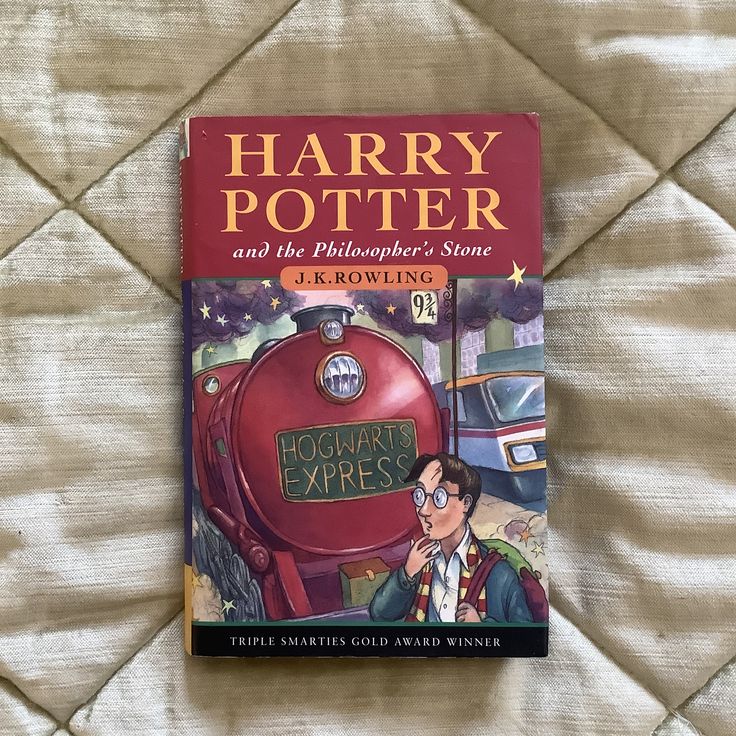 HARRY
POTTER
and the Philosopher's Stone
J.K.ROWLING
9¾
HOGWARTS
EXPRESS
TRIPLE SMARTIES GOLD AWARD WINNER